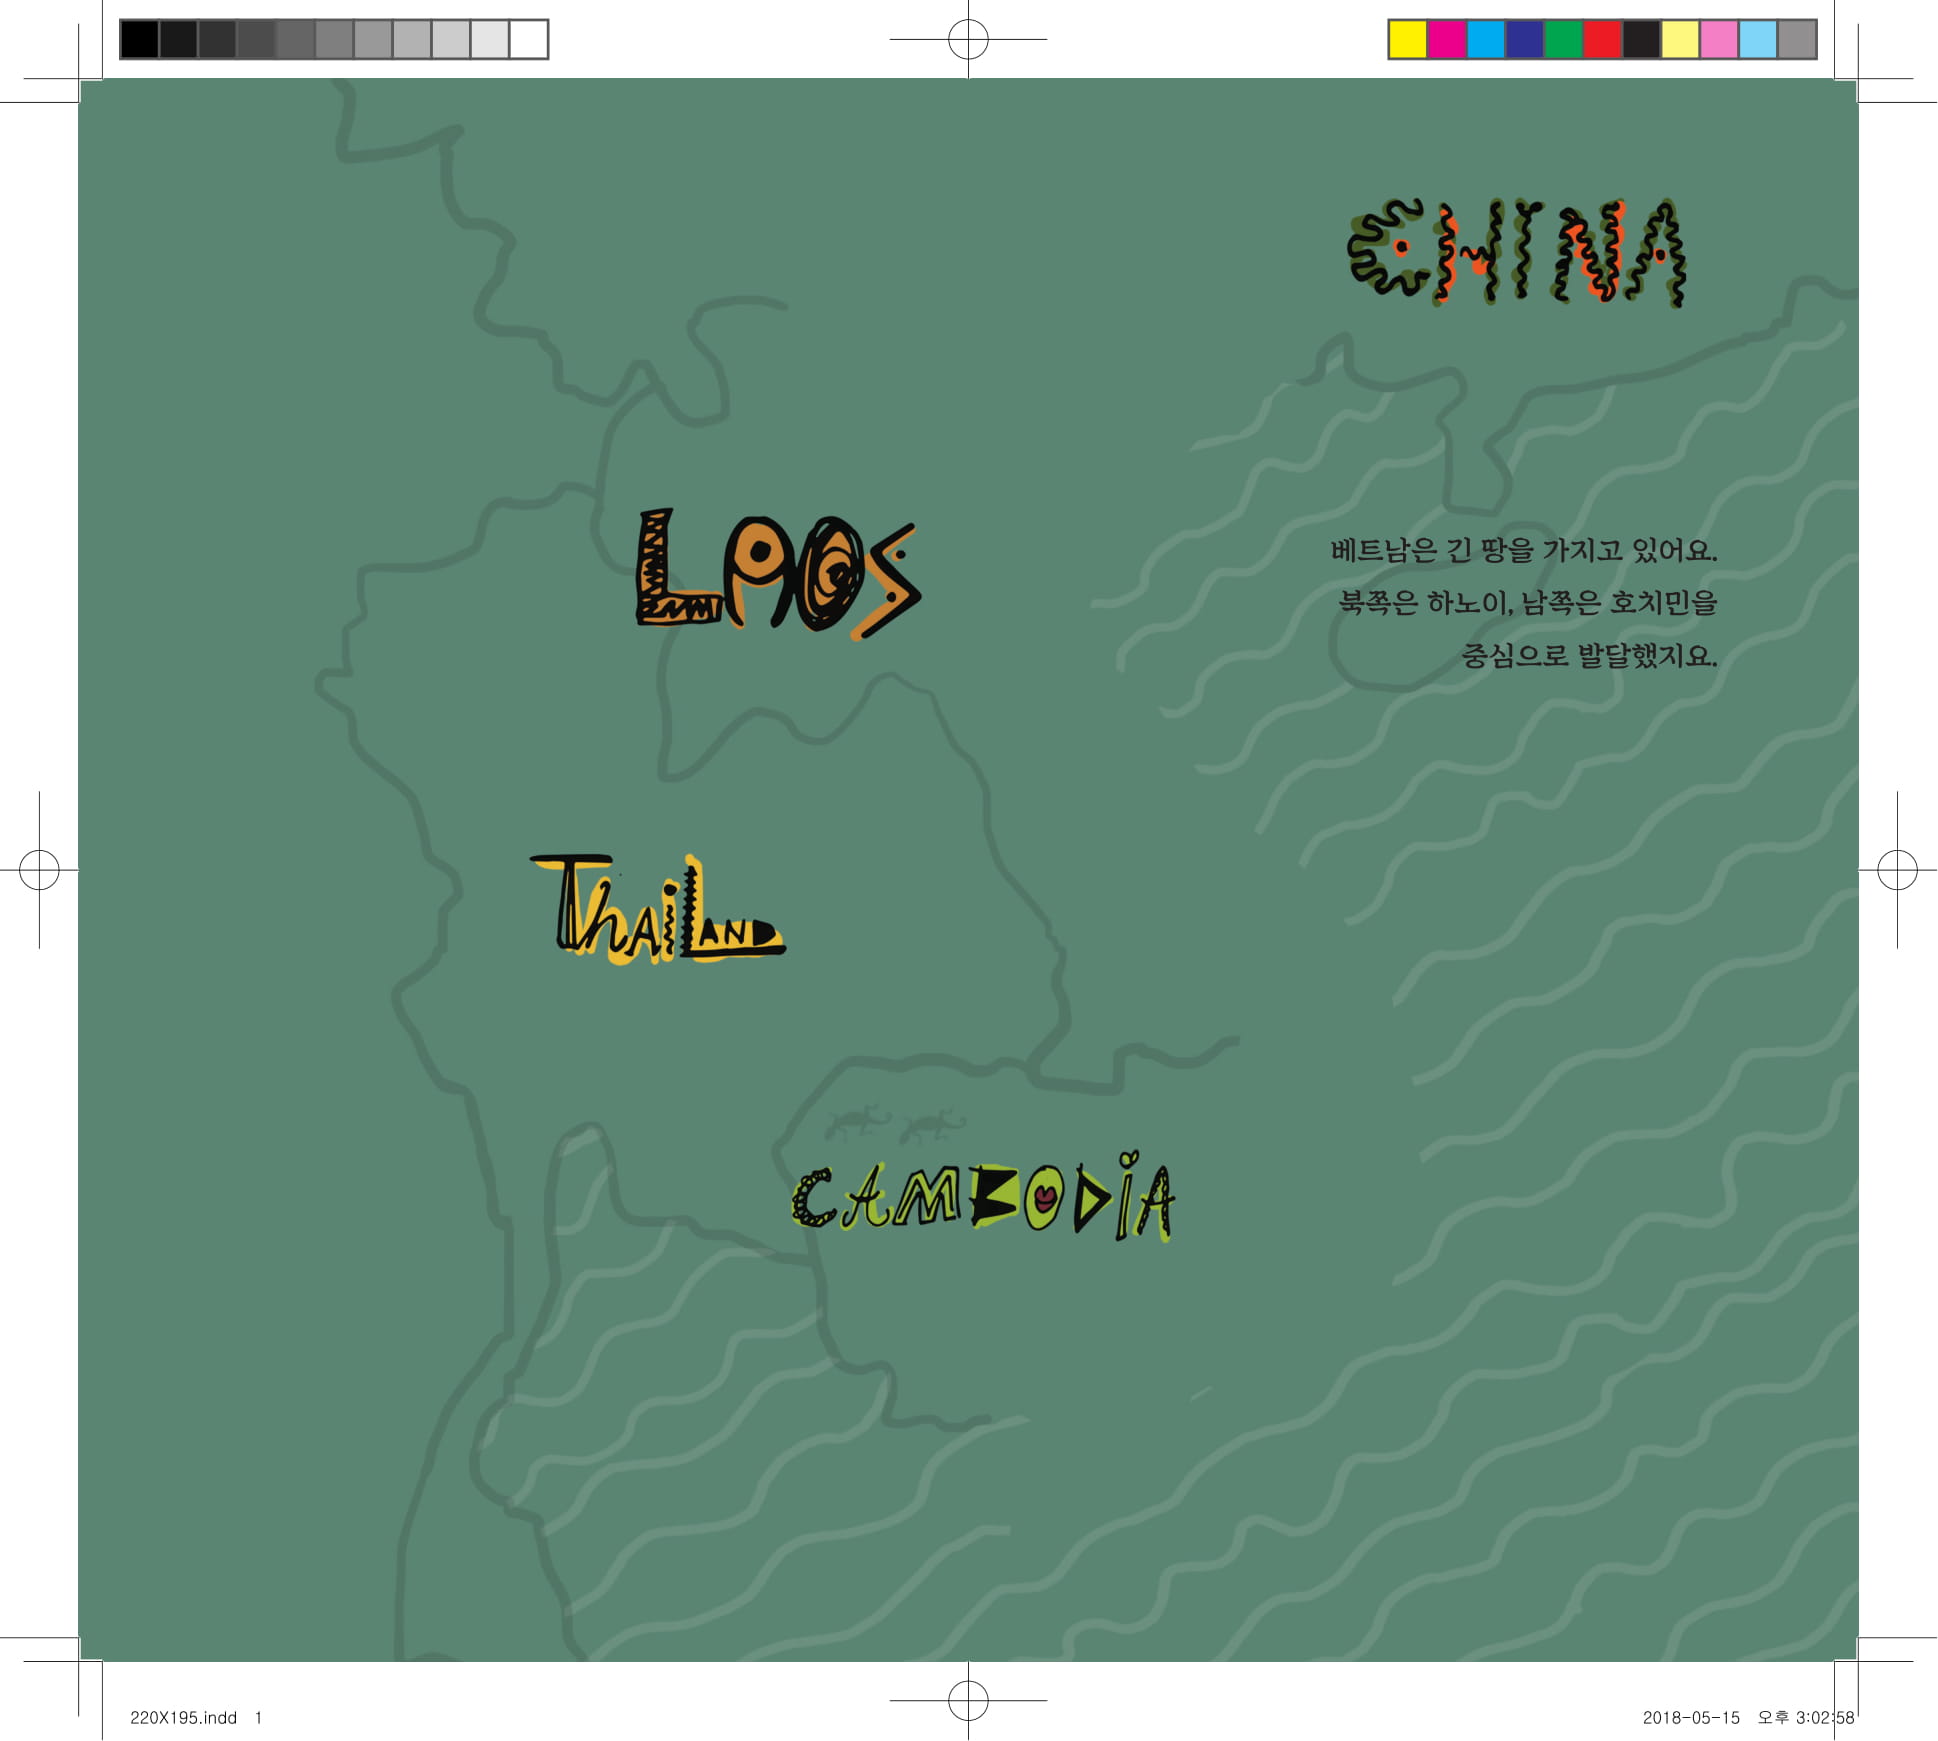 CHINA
LAOS
베트남은 긴 땅을 가지고 있어요.
북쪽은 하노이, 남쪽은 호치민을
중심으로 발달했지요.
THAILAND
CAMBODIA
220X195.indd 1
2018-05-15 오후 3:02:58